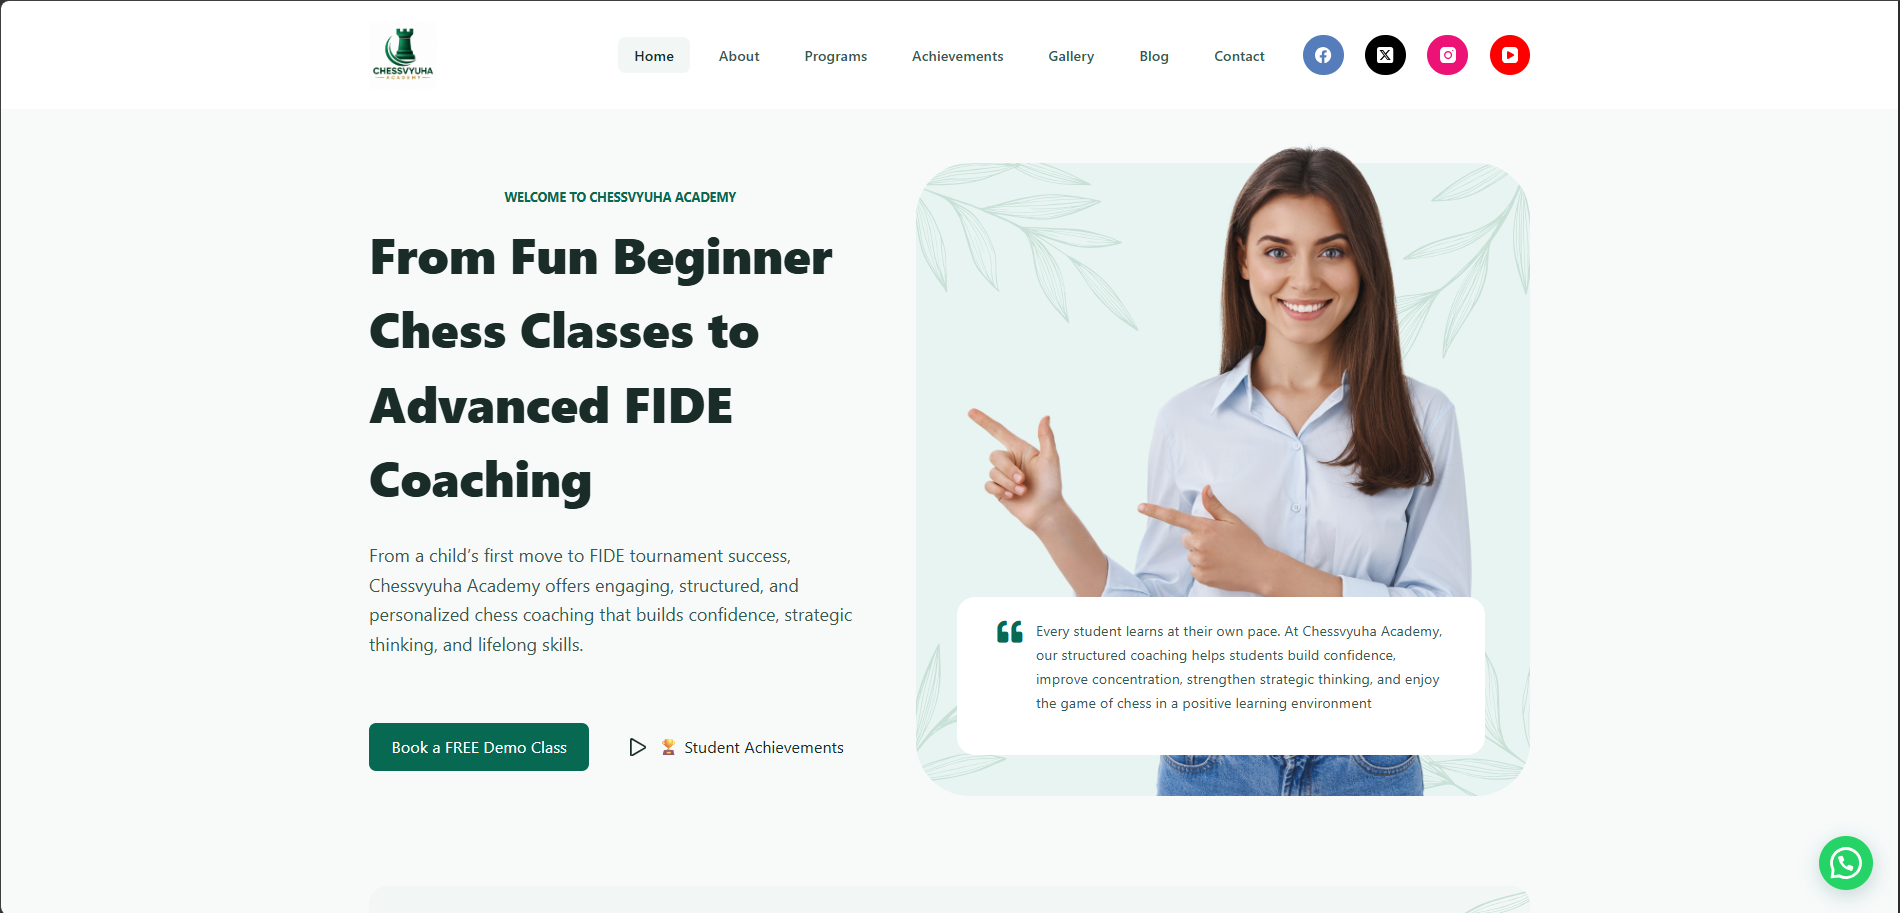 CHESSVYUHA
ACADEMY
Home
About
Programs
Achievements
Gallery
Blog
Contact
WELCOME TO CHESSVYUHA ACADEMY
From Fun Beginner
Chess Classes to
Advanced FIDE
Coaching
From a child’s first move to FIDE tournament success,
Chessvyuha Academy offers engaging, structured, and
personalized chess coaching that builds confidence, strategic
thinking, and lifelong skills.
Book a FREE Demo Class
🏆 Student Achievements
Every student learns at their own pace. At Chessvyuha Academy,
our structured coaching helps students build confidence,
improve concentration, strengthen strategic thinking, and enjoy
the game of chess in a positive learning environment